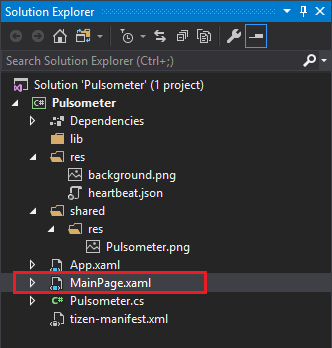 Solution Explorer
Search Solution Explorer (Ctrl+;)
Solution 'Pulsometer' (1 project)
C# Pulsometer
Dependencies
lib
res
background.png
heartbeat.json
shared
res
Pulsometer.png
App.xaml
MainPage.xaml
C# Pulsometer.cs
tizen-manifest.xml